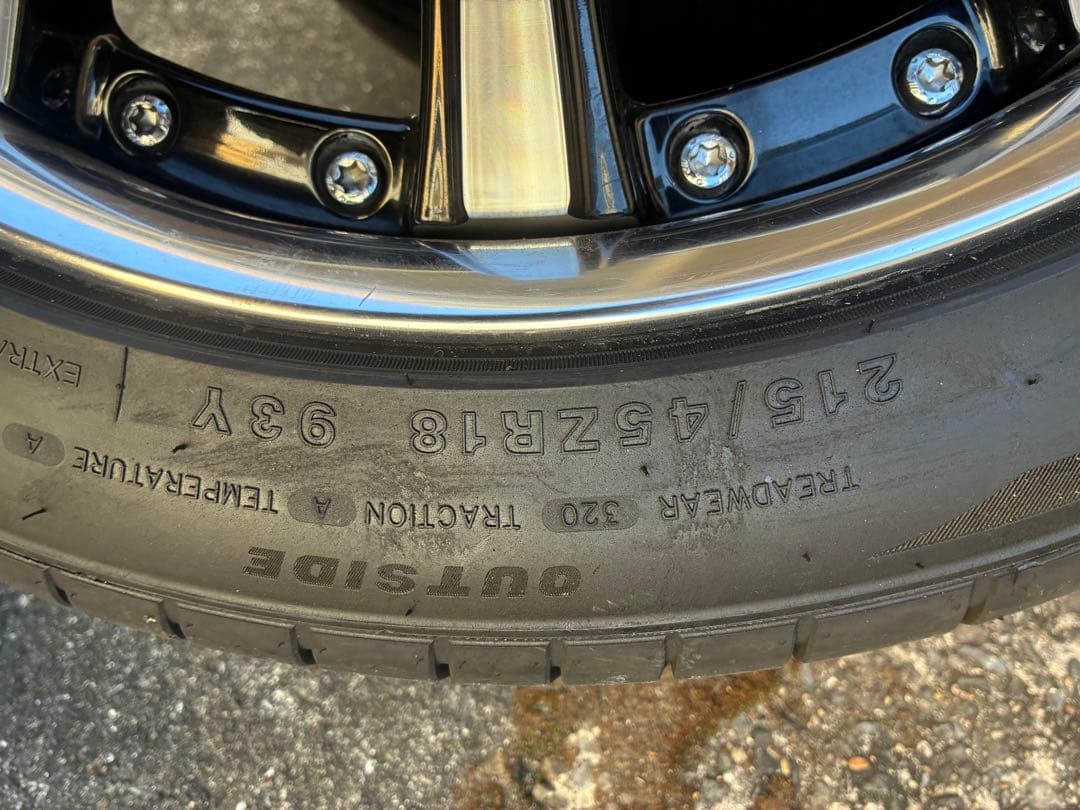 215/45ZR18 93Y
EXTRA
TREADWEAR 320 TRACTION A TEMPERATURE A
OUTSIDE